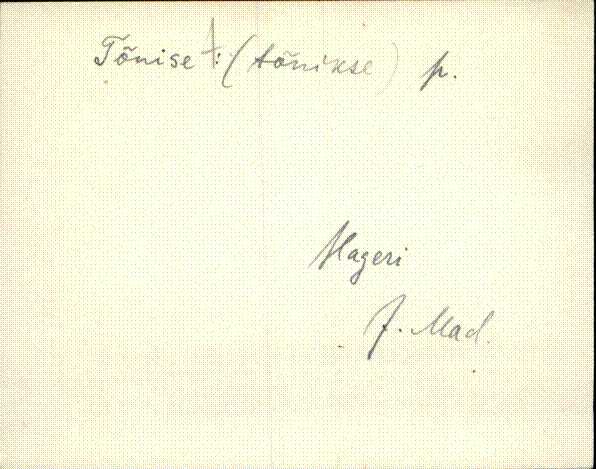 Tõnise t: (tõnikse) p.
Hageri
J. Mad.